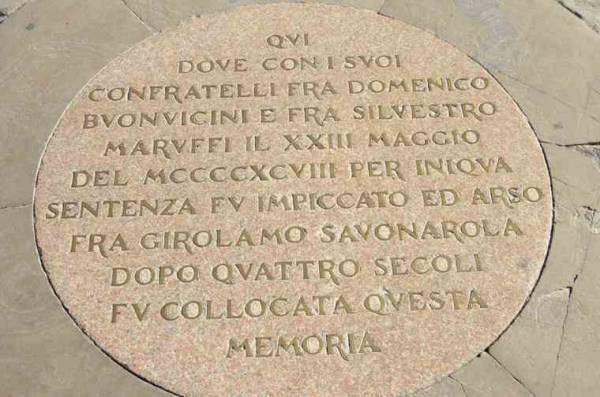 QVI
DOVE CON I SVOI
CONFRATELLI FRA DOMENICO
BVONVICINI E FRA SILVESTRO
MARVFFI IL XXIII MAGGIO
DEL MCCCCXCVIII PER INIQVA
SENTENZA FV IMPICCATO ED ARSO
FRA GIROLAMO SAVONAROLA
DOPO QVATTRO SECOLI
FV COLLOCATA QVESTA
MEMORIA